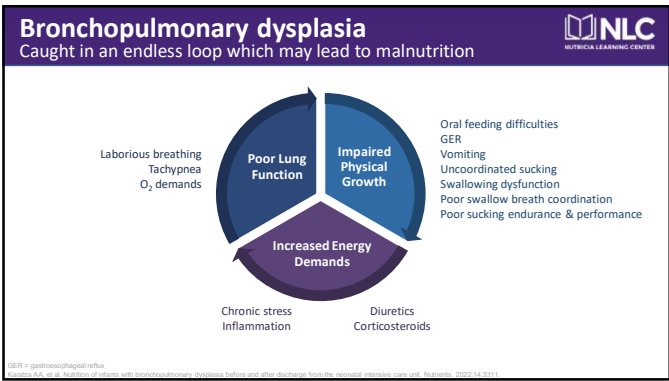 Bronchopulmonary dysplasia
Caught in an endless loop which may lead to malnutrition
NLC
NUTRICIA LEARNING CENTER
Laborious breathing
Tachypnea
O₂ demands
Poor Lung
Function
Impaired
Physical
Growth
Oral feeding difficulties
GER
Vomiting
Uncoordinated sucking
Swallowing dysfunction
Poor swallow breath coordination
Poor sucking endurance & performance
Increased Energy
Demands
Chronic stress
Inflammation
Diuretics
Corticosteroids
GER = gastroesophageal reflux
Karatza AA, et al. Nutrition of infants with bronchopulmonary dysplasia before and after discharge from the neonatal intensive care unit. Nutrients. 2022;14:3311.